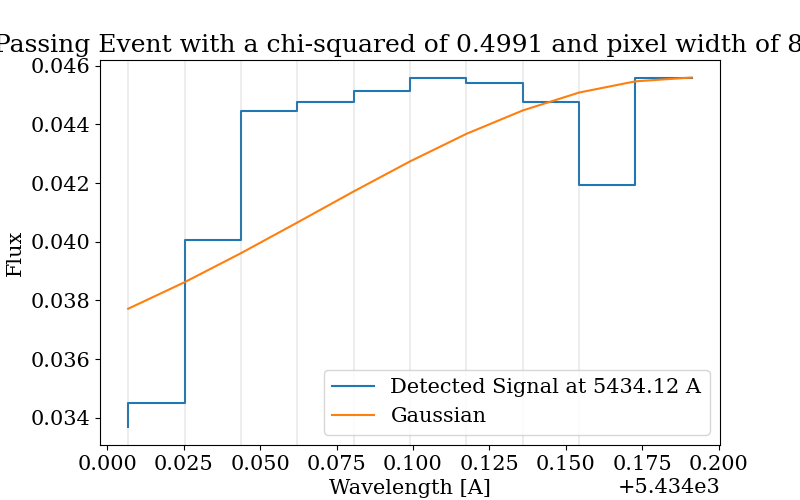 Passing Event with a chi-squared of 0.4991 and pixel width of 8
0.046
0.044
0.042
0.040
0.038
0.036
0.034
Flux
Detected Signal at 5434.12 A
Gaussian
0.000 0.025 0.050 0.075 0.100 0.125 0.150 0.175 0.200
Wavelength [A]
+5.434e3